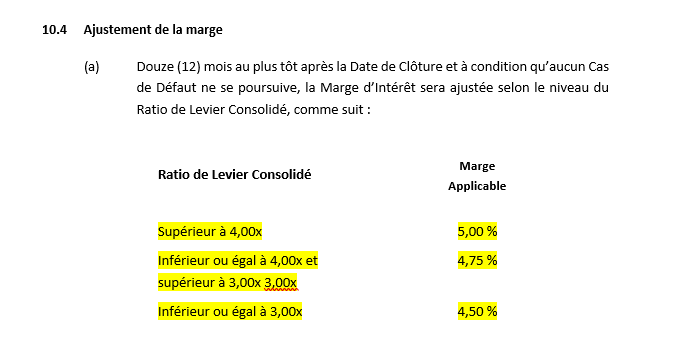 10.4 Ajustement de la marge
(a) Douze (12) mois au plus tôt après la Date de Clôture et à condition qu'aucun Cas
de Défaut ne se poursuive, la Marge d'Intérêt sera ajustée selon le niveau du
Ratio de Levier Consolidé, comme suit :
Ratio de Levier Consolidé
Marge
Applicable
Supérieur à 4,00x 5,00 %
Inférieur ou égal à 4,00x et 4,75 %
supérieur à 3,00x 3,00x
Inférieur ou égal à 3,00x 4,50 %